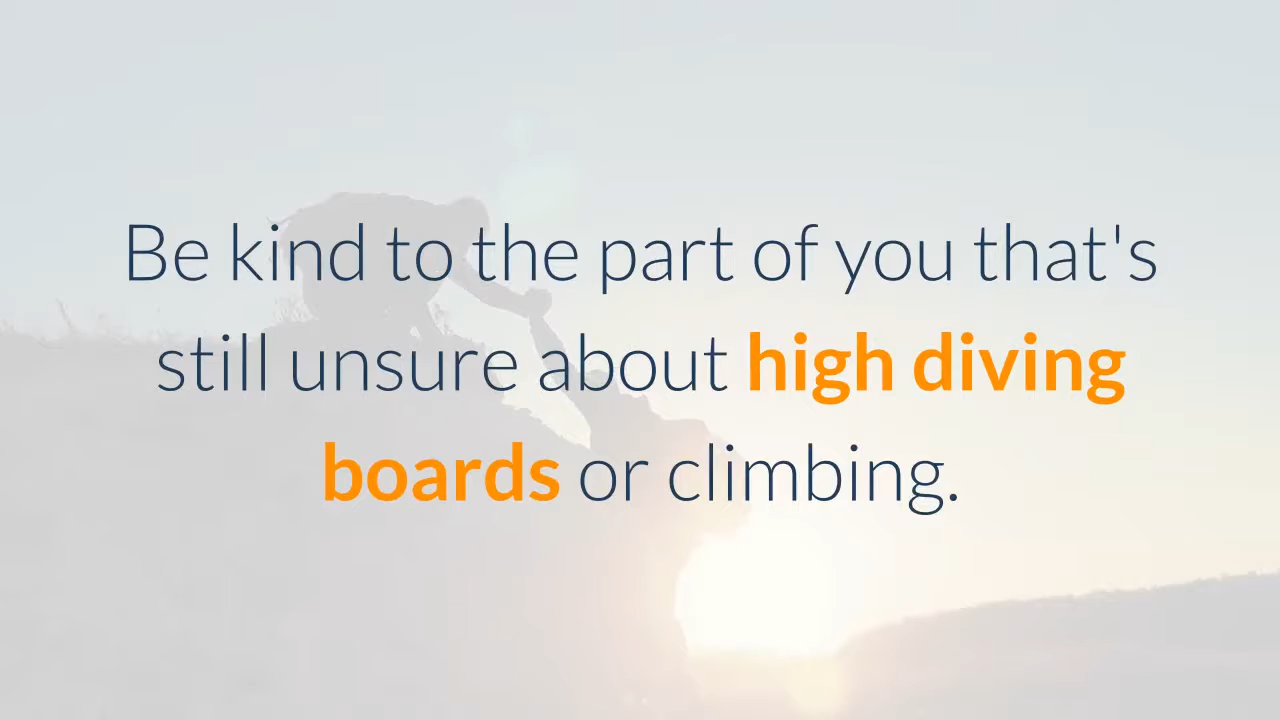 Be kind to the part of you that's
still unsure about high diving
boards or climbing.